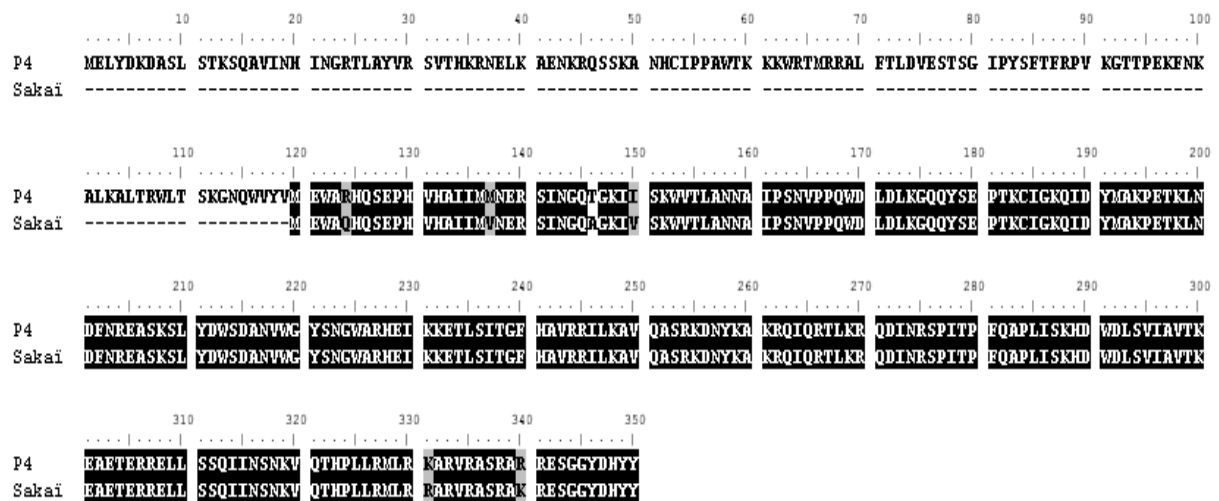 10 20 30 40 50 60 70 80 90 100
P4 MELYDKDASL STKSQAVINH INGRTLAYVR SVTHKRNELK AENKRQSSKA NHCIPPAWTK KKWRTMRRAL FTLDVESTSG IPYSFTFRPV KGTTPEKFNK
Sakaï ---------- ---------- ---------- ---------- ---------- ---------- ---------- ---------- ---------- ----------
110 120 130 140 150 160 170 180 190 200
P4 ALKALTRWLT SKGNQWVYVM EWARHQSEPH VHAIIMMNER SINGQTGKII SKWVTLANNA IPSNVPPQWD LDLKGQQYSE PTKCIGKQID YMAKPETKLN
Sakaï ---------- ---------M EWAQHQSEPH VHAIIMVNER SINGQAGKIV SKWVTLANNA IPSNVPPQWD LDLKGQQYSE PTKCIGKQID YMAKPETKLN
210 220 230 240 250 260 270 280 290 300
P4 DFNREASKSL YDWSDANVWG YSNGWARHEI KKETLSITGF HAVRRILKAV QASRKDNYKA KRQIQRTLKR QDINRSPITP FQAPLISKHD WDLSVIAVTK
Sakaï DFNREASKSL YDWSDANVWG YSNGWARHEI KKETLSITGF HAVRRILKAV QASRKDNYKA KRQIQRTLKR QDINRSPITP FQAPLISKHD WDLSVIAVTK
310 320 330 340 350
P4 EAETERRELL SSQIINSNKV QTHPLLRMLR KARVRASRAR RESGGYDHYY
Sakaï EAETERRELL SSQIINSNKV QTHPLLRMLR RARVRASRAK RESGGYDHYY